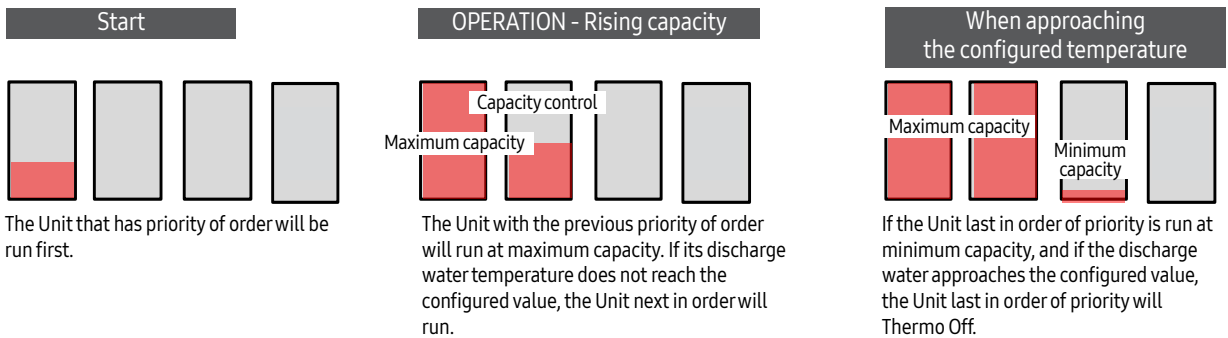 Start
The Unit that has priority of order will be
run first.
OPERATION - Rising capacity
Capacity control
Maximum capacity
The Unit with the previous priority of order
will run at maximum capacity. If its discharge
water temperature does not reach the
configured value, the Unit next in order will
run.
When approaching
the configured temperature
Maximum capacity
Minimum
capacity
If the Unit last in order of priority is run at
minimum capacity, and if the discharge
water approaches the configured value,
the Unit last in order of priority will
Thermo Off.